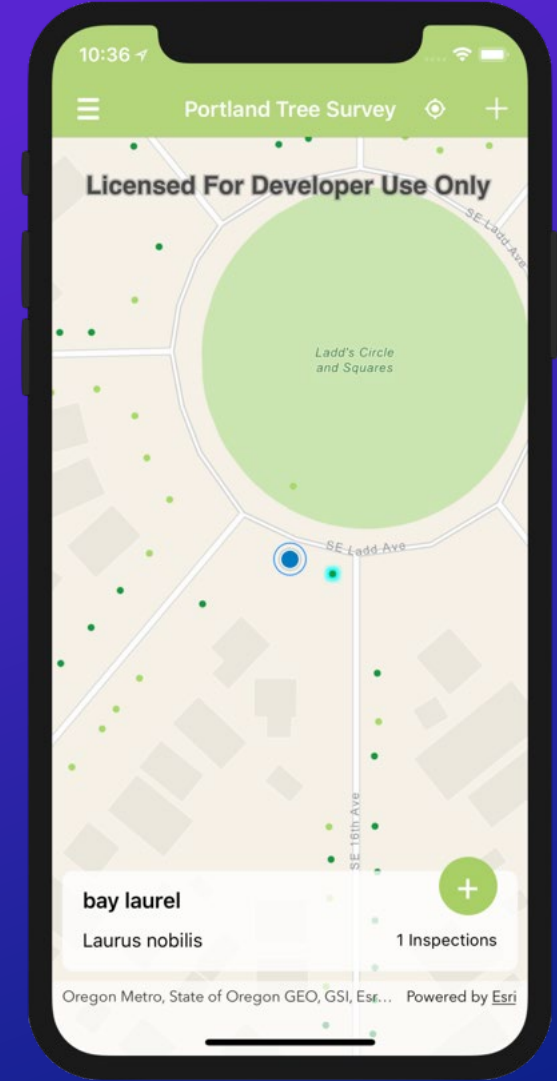 10:36
Portland Tree Survey
Licensed For Developer Use Only
SE Ladd Ave
Ladd's Circle
and Squares
SE Ladd Ave
SE 16th Ave
bay laurel
Laurus nobilis
1 Inspections
Oregon Metro, State of Oregon GEO, GSI, Esr... Powered by Esri